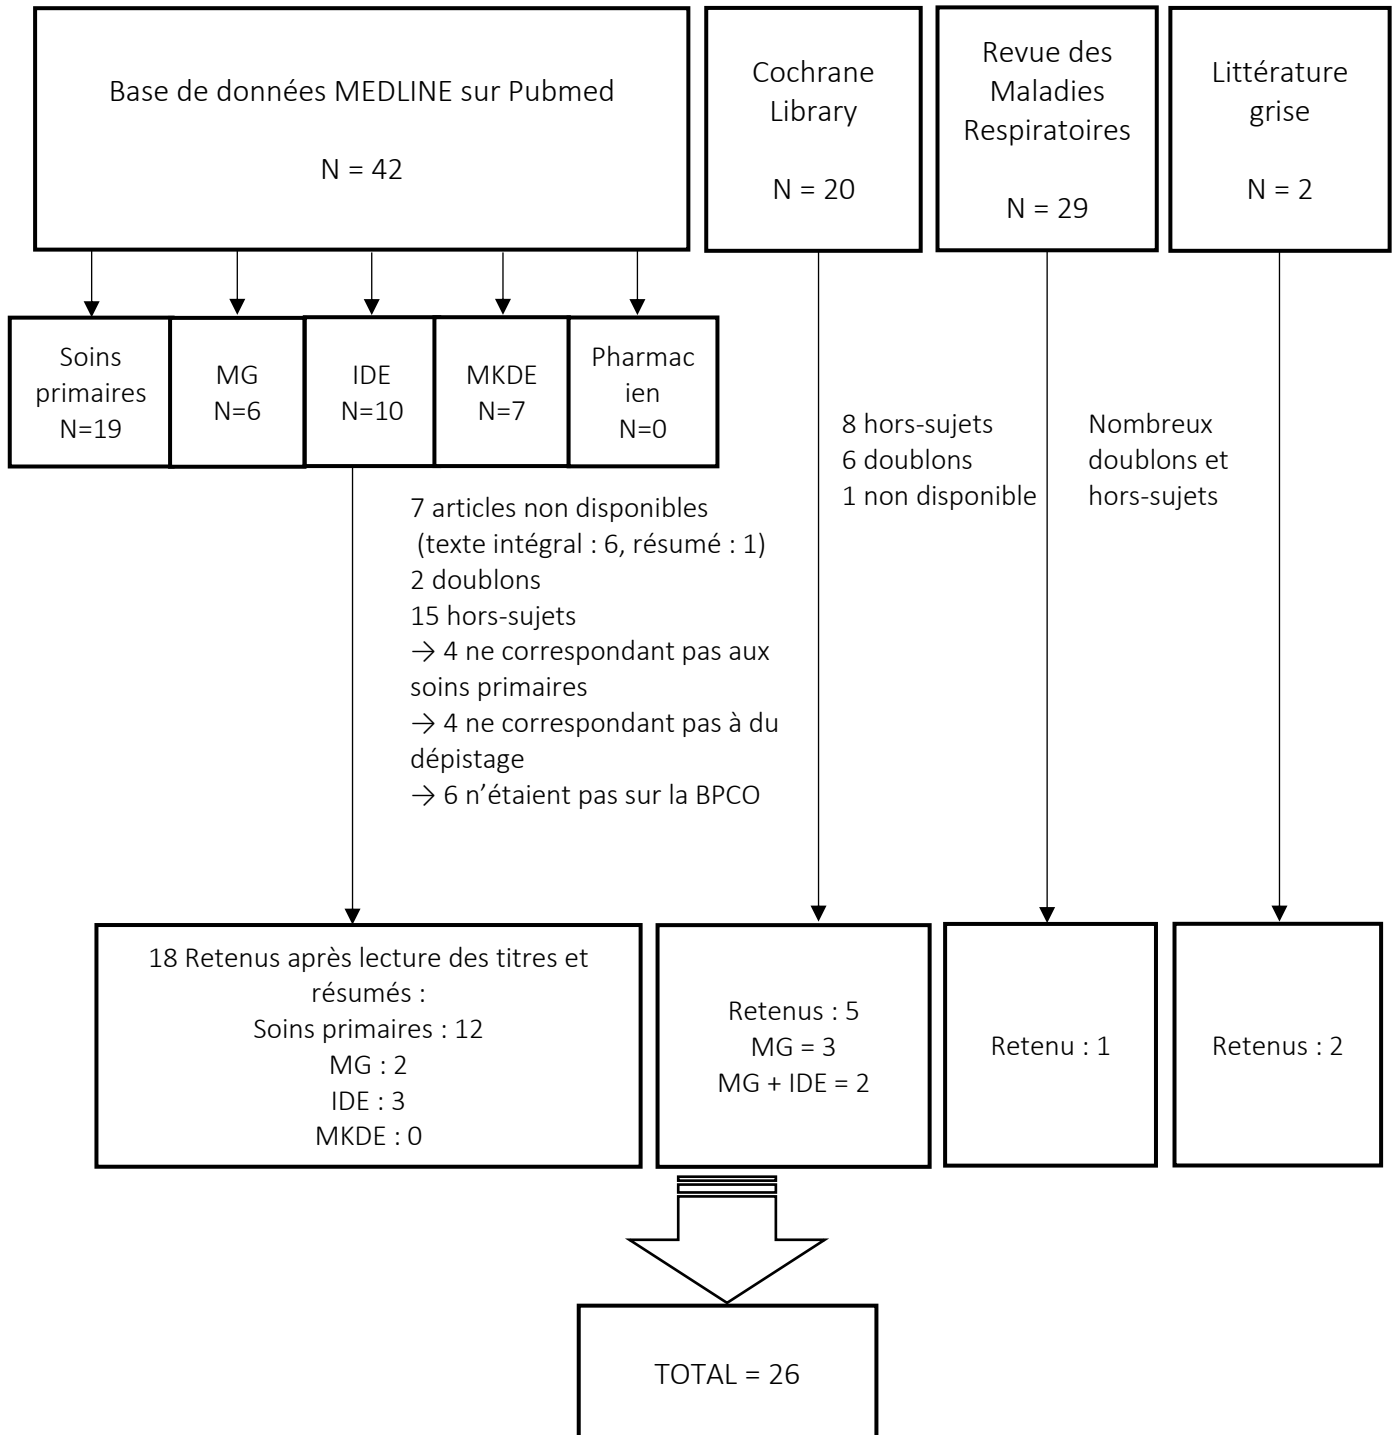 Base de données MEDLINE sur Pubmed
N = 42
Cochrane
Library
N = 20
Revue des
Maladies
Respiratoires
N = 29
Littérature
grise
N = 2
Soins
primaires
N=19
MG
N=6
IDE
N=10
MKDE
N=7
Pharmac
ien
N=0
7 articles non disponibles
(texte intégral : 6, résumé : 1)
2 doublons
15 hors-sujets
→ 4 ne correspondant pas aux
soins primaires
→ 4 ne correspondant pas à du
dépistage
→ 6 n’étaient pas sur la BPCO
8 hors-sujets
6 doublons
1 non disponible
Nombreux
doublons et
hors-sujets
18 Retenus après lecture des titres et
résumés :
Soins primaires : 12
MG : 2
IDE : 3
MKDE : 0
Retenus : 5
MG = 3
MG + IDE = 2
Retenu : 1
Retenus : 2
TOTAL = 26